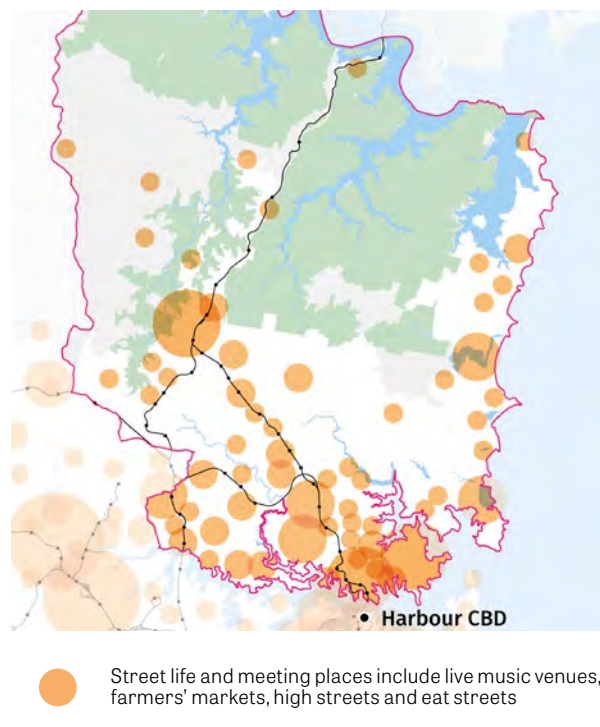 Harbour CBD
Street life and meeting places include live music venues,
farmers’ markets, high streets and eat streets